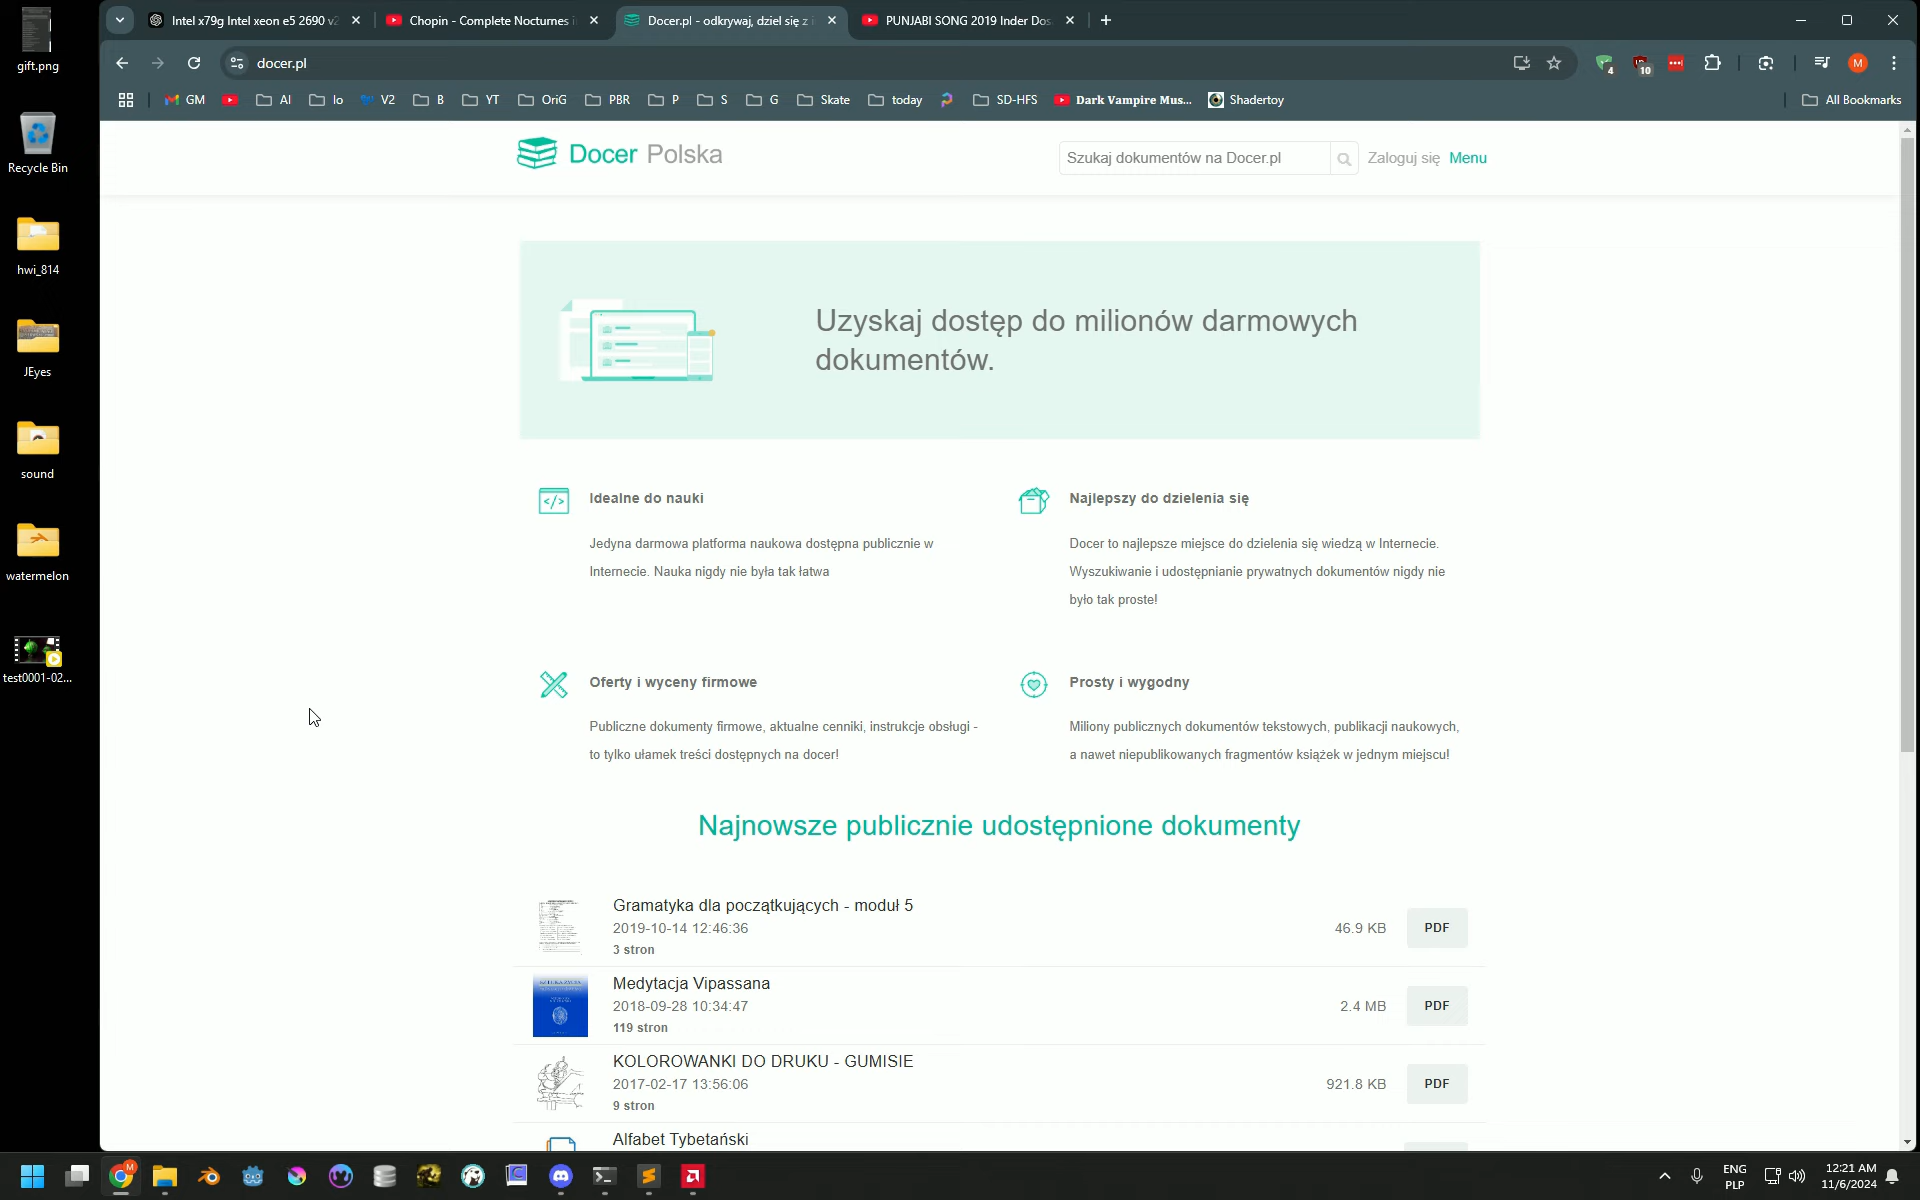 gift.png
Recycle Bin
hwi_814
JEyes
sound
watermelon
test0001-02...
Intel x79g Intel xeon e5 2690 v2
Chopin - Complete Nocturnes i
Docer.pl - odkrywaj, dziel się z i
PUNJABI SONG 2019 Inder Dos
docer.pl
4
10
M
GM
AI
Io
V2
B
YT
OriG
PBR
P
S
G
Skate
today
SD-HFS
Dark Vampire Mus...
Shadertoy
All Bookmarks
Docer Polska
Szukaj dokumentów na Docer.pl
Zaloguj się
Menu
Uzyskaj dostęp do milionów darmowych
dokumentów.
Idealne do nauki
Jedyna darmowa platforma naukowa dostępna publicznie w
Internecie. Nauka nigdy nie była tak łatwa
Najlepszy do dzielenia się
Docer to najlepsze miejsce do dzielenia się wiedzą w Internecie.
Wyszukiwanie i udostępnianie prywatnych dokumentów nigdy nie
było tak proste!
Oferty i wyceny firmowe
Publiczne dokumenty firmowe, aktualne cenniki, instrukcje obsługi -
to tylko ułamek treści dostępnych na docer!
Prosty i wygodny
Miliony publicznych dokumentów tekstowych, publikacji naukowych,
a nawet niepublikowanych fragmentów książek w jednym miejscu!
Najnowsze publicznie udostępnione dokumenty
Gramatyka dla początkujących - moduł 5
2019-10-14 12:46:36
3 stron
46.9 KB
PDF
Medytacja Vipassana
2018-09-28 10:34:47
119 stron
2.4 MB
PDF
KOLOROWANKI DO DRUKU - GUMISIE
2017-02-17 13:56:06
9 stron
921.8 KB
PDF
Alfabet Tybetański
ENG
PLP
12:21 AM
11/6/2024